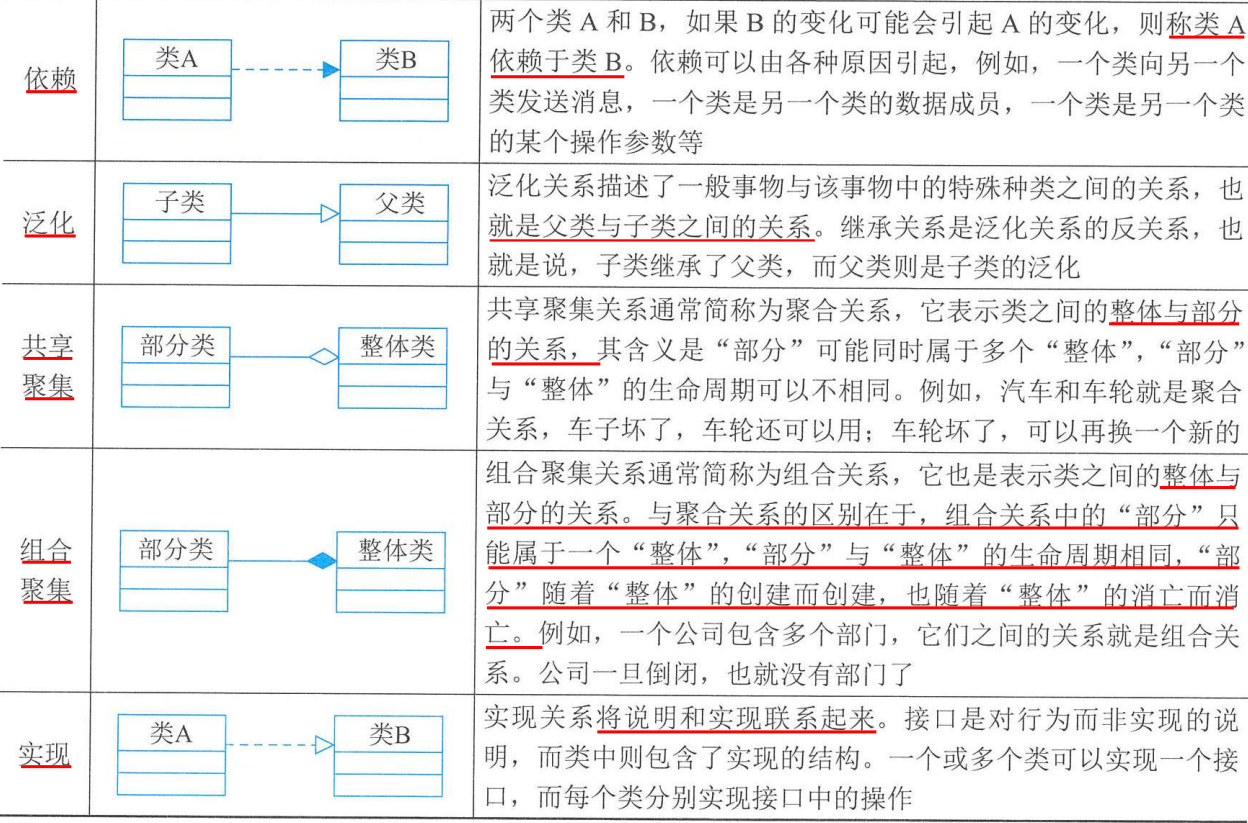 依赖
类A
类B
两个类 A 和 B，如果 B 的变化可能会引起 A 的变化，则称类 A
依赖于类 B。依赖可以由各种原因引起，例如，一个类向另一个
类发送消息，一个类是另一个类的数据成员，一个类是另一个类
的某个操作参数等
泛化
子类
父类
泛化关系描述了一般事物与该事物中的特殊种类之间的关系，也
就是父类与子类之间的关系。继承关系是泛化关系的反关系，也
就是说，子类继承了父类，而父类则是子类的泛化
共享
聚集
部分类
整体类
共享聚集关系通常简称为聚合关系，它表示类之间的整体与部分
的关系，其含义是“部分”可能同时属于多个“整体”，“部分”
与“整体”的生命周期可以不相同。例如，汽车和车轮就是聚合
关系，车子坏了，车轮还可以用；车轮坏了，可以再换一个新的
组合
聚集
部分类
整体类
组合聚集关系通常简称为组合关系，它也是表示类之间的整体与
部分的关系。与聚合关系的区别在于，组合关系中的“部分”只
能属于一个“整体”，“部分”与“整体”的生命周期相同，“部
分”随着“整体”的创建而创建，也随着“整体”的消亡而消
亡。例如，一个公司包含多个部门，它们之间的关系就是组合关
系。公司一旦倒闭，也就没有部门了
实现
类A
类B
实现关系将说明和实现联系起来。接口是对行为而非实现的说
明，而类中则包含了实现的结构。一个或多个类可以实现一个接
口，而每个类分别实现接口中的操作